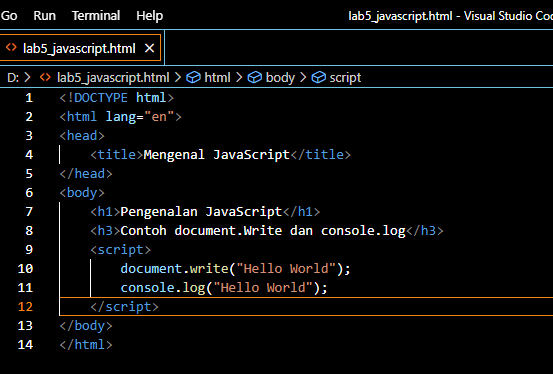 Go Run Terminal Help lab5_javascript.html - Visual Studio Co
<> lab5_javascript.html ×
D: > <> lab5_javascript.html > html > body > script
1 <!DOCTYPE html>
2 <html lang="en">
3 <head>
4 <title>Mengenal JavaScript</title>
5 </head>
6 <body>
7 <h1>Pengenalan JavaScript</h1>
8 <h3>Contoh document.Write dan console.log</h3>
9 <script>
10 document.write("Hello World");
11 console.log("Hello World");
12 </script>
13 </body>
14 </html>